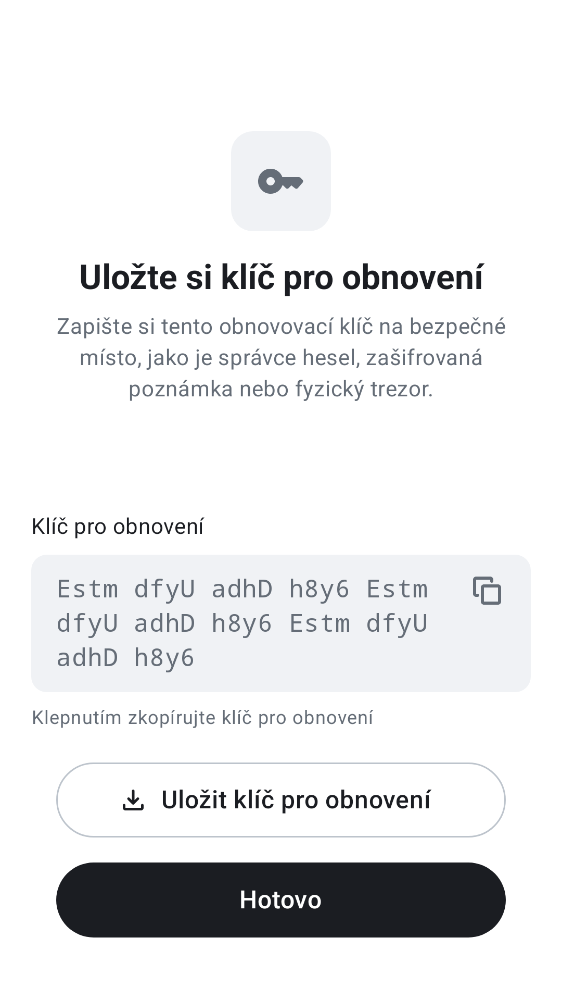 Uložte si klíč pro obnovení
Zapište si tento obnovovací klíč na bezpečné
místo, jako je správce hesel, zašifrovaná
poznámka nebo fyzický trezor.
Klíč pro obnovení
Estm dfyU adhD h8y6 Estm
dfyU adhD h8y6 Estm dfyU
adhD h8y6
Klepnutím zkopírujte klíč pro obnovení
Uložit klíč pro obnovení
Hotovo